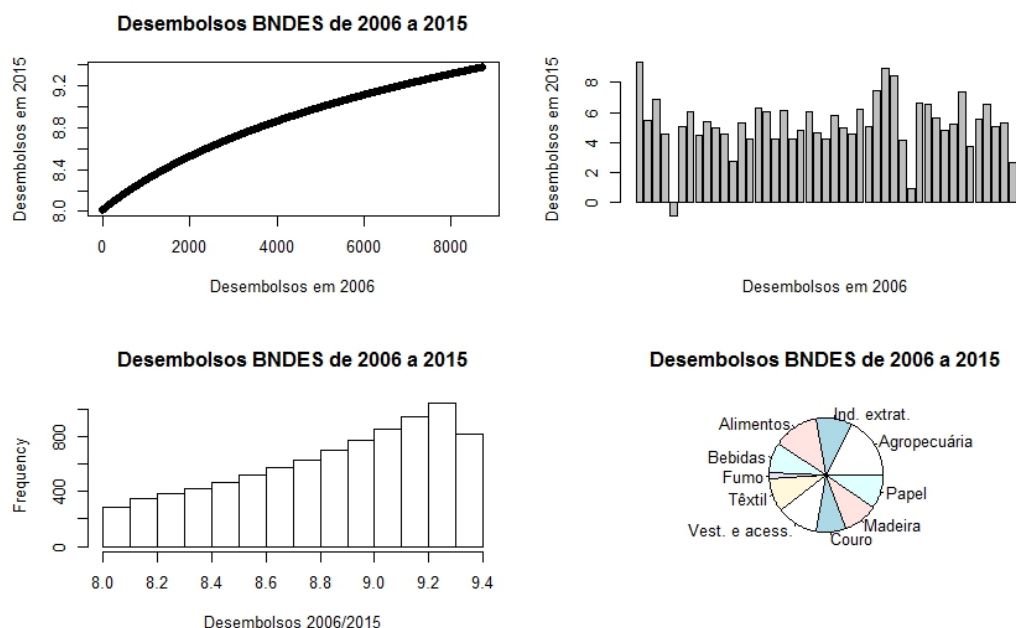 Desembolsos BNDES de 2006 a 2015
Desembolsos em 2015
8.0 8.4 8.8 9.2
0 2000 4000 6000 8000
Desembolsos em 2006
Desembolsos em 2015
0 2 4 6 8
Desembolsos em 2006
Desembolsos BNDES de 2006 a 2015
Frequency
0 400 800
8.0 8.2 8.4 8.6 8.8 9.0 9.2 9.4
Desembolsos 2006/2015
Desembolsos BNDES de 2006 a 2015
Ind. extrat.
Alimentos
Agropecuária
Bebidas
Fumo
Têxtil
Papel
Vest. e acess.
Madeira
Couro